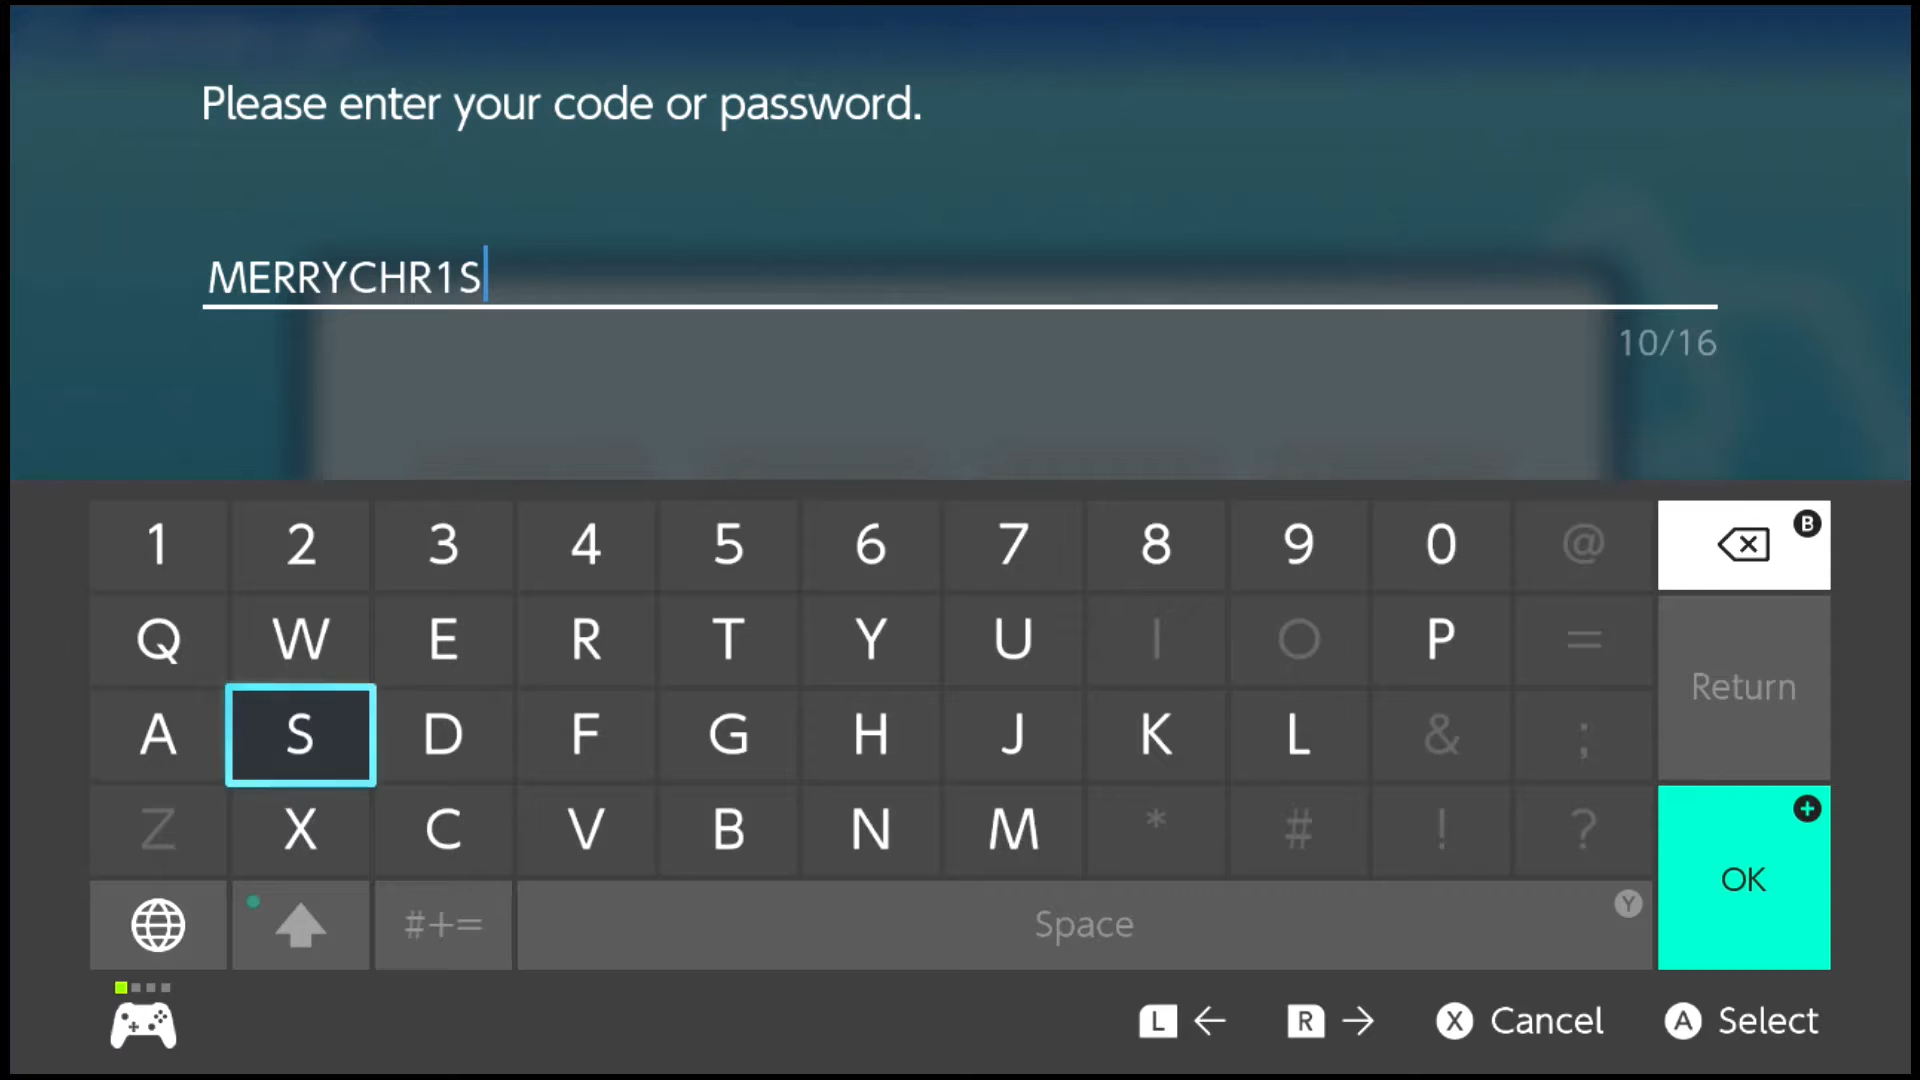 Please enter your code or password.
MERRYCHR1S
10/16
1 2 3 4 5 6 7 8 9 0 @ B
Q W E R T Y U I O P = Return
A S D F G H J K L & ;
Z X C V B N M * # ! ? + OK
#+= Space Y
L ← R → X Cancel A Select